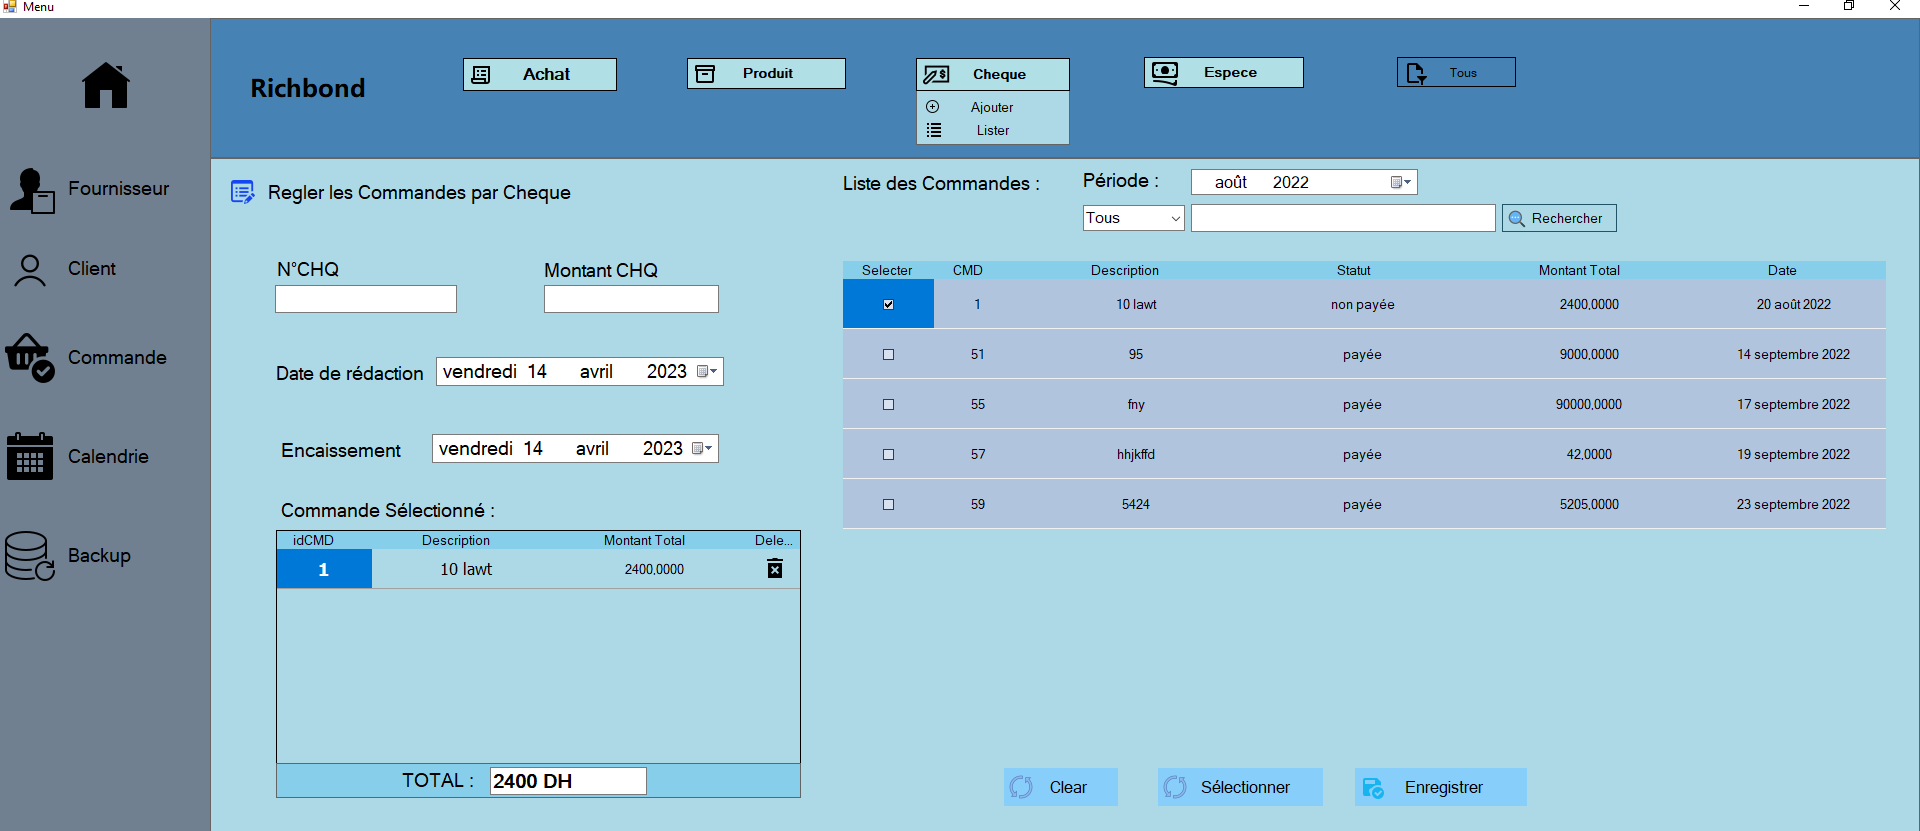 Menu
Richbond
Achat
Produit
Cheque
Ajouter
Lister
Espece
Tous
Fournisseur
Client
Commande
Calendrie
Backup
Regler les Commandes par Cheque
N°CHQ
Montant CHQ
Date de rédaction
vendredi 14 avril 2023
Encaissement
vendredi 14 avril 2023
Commande Sélectionné :
idCMD Description Montant Total Dele...
1 10 lawt 2400,0000
TOTAL : 2400 DH
Liste des Commandes :
Période : août 2022
Tous
Rechercher
Selecter CMD Description Statut Montant Total Date
1 10 lawt non payée 2400,0000 20 août 2022
51 95 payée 9000,0000 14 septembre 2022
55 fny payée 90000,0000 17 septembre 2022
57 hhjkffd payée 42,0000 19 septembre 2022
59 5424 payée 5205,0000 23 septembre 2022
Clear
Sélectionner
Enregistrer